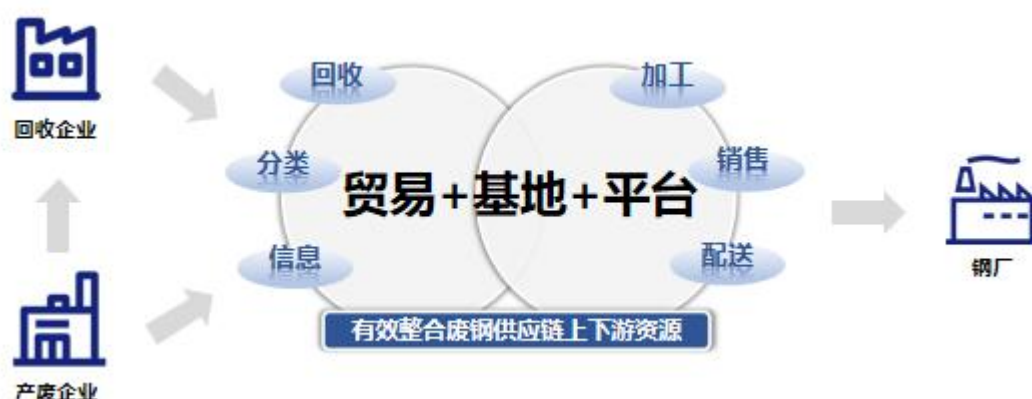 回收企业
产废企业
回收
分类
信息
贸易+基地+平台
加工
销售
配送
有效整合废钢供应链上下游资源
钢厂